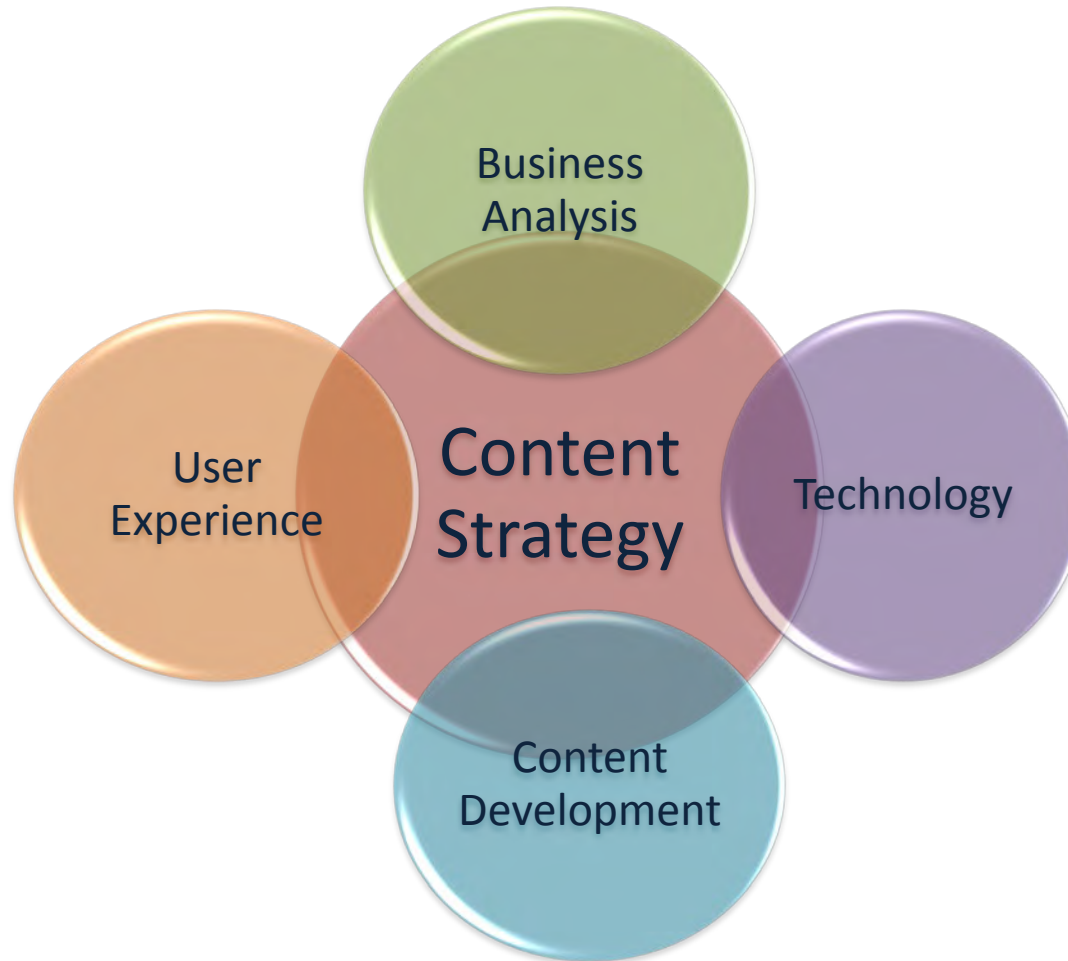 Business
Analysis
User
Experience
Content
Strategy
Technology
Content
Development